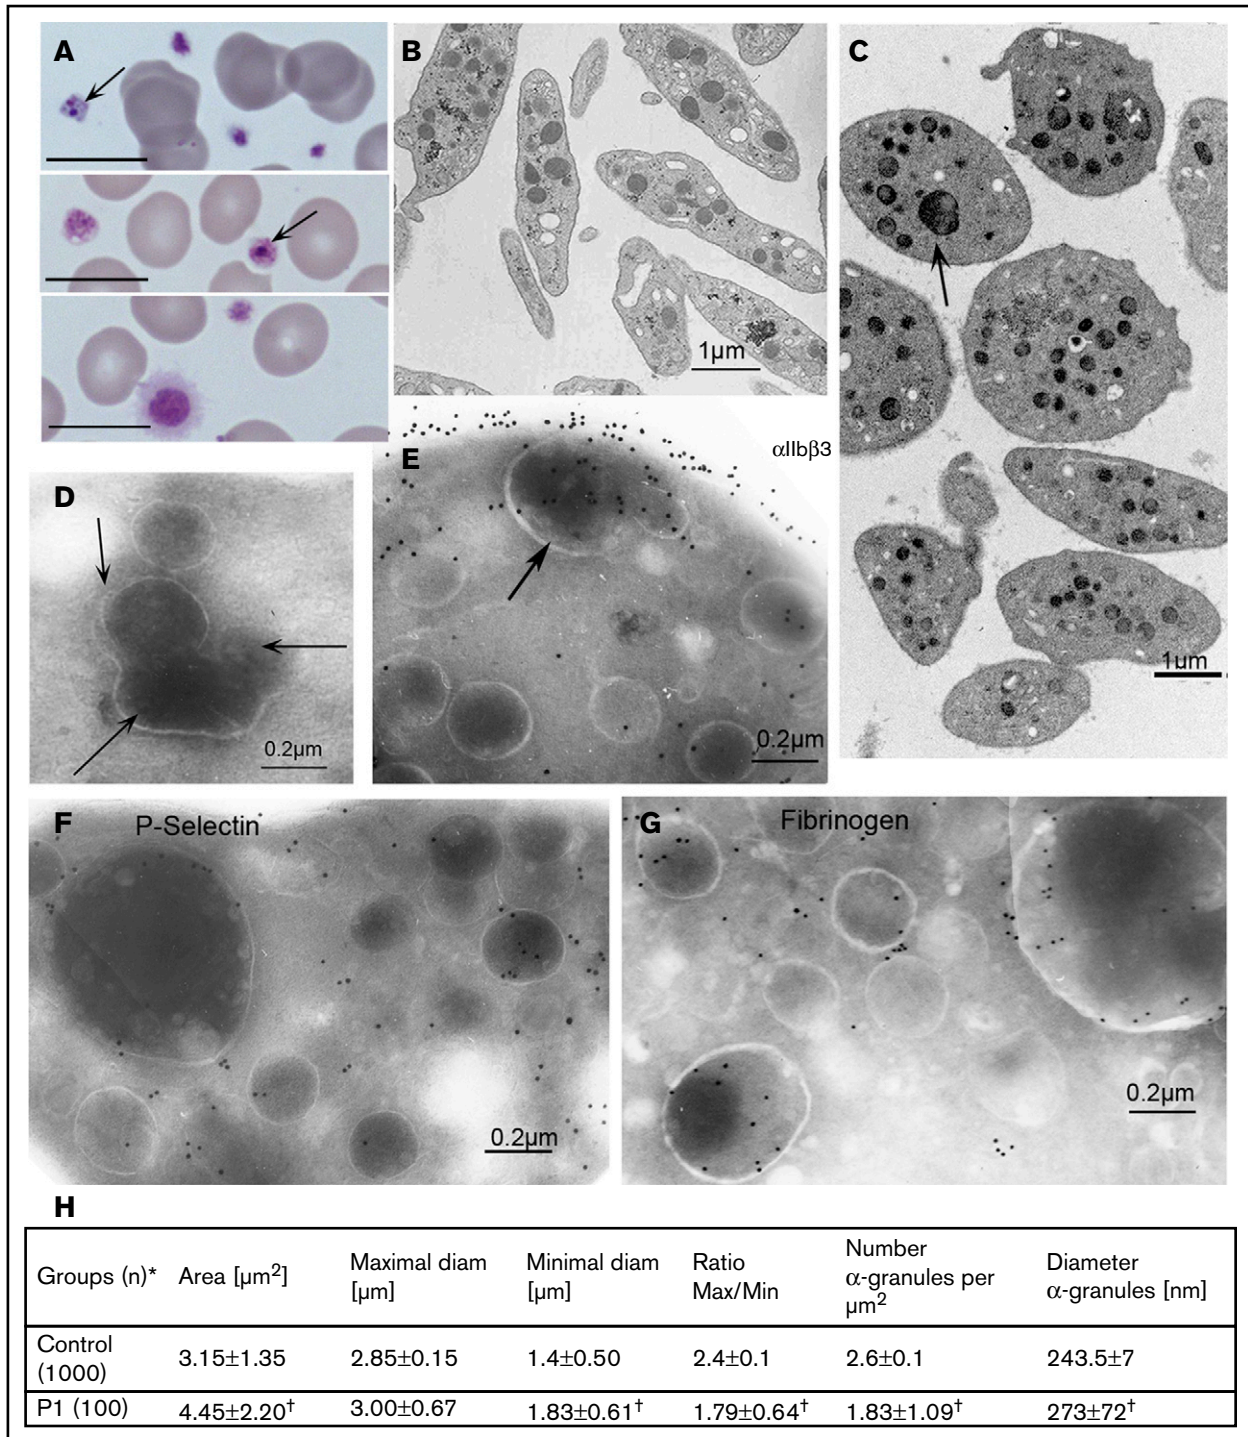 A
B
C
1µm
1µm
D
0.2µm
E
αIIbβ3
0.2µm
F
P-Selectin
0.2µm
G
Fibrinogen
0.2µm
H
Groups (n)* Area [µm²] Maximal diam [µm] Minimal diam [µm] Ratio Max/Min Number α-granules per µm² Diameter α-granules [nm]
Control (1000) 3.15±1.35 2.85±0.15 1.4±0.50 2.4±0.1 2.6±0.1 243.5±7
P1 (100) 4.45±2.20† 3.00±0.67 1.83±0.61† 1.79±0.64† 1.83±1.09† 273±72†